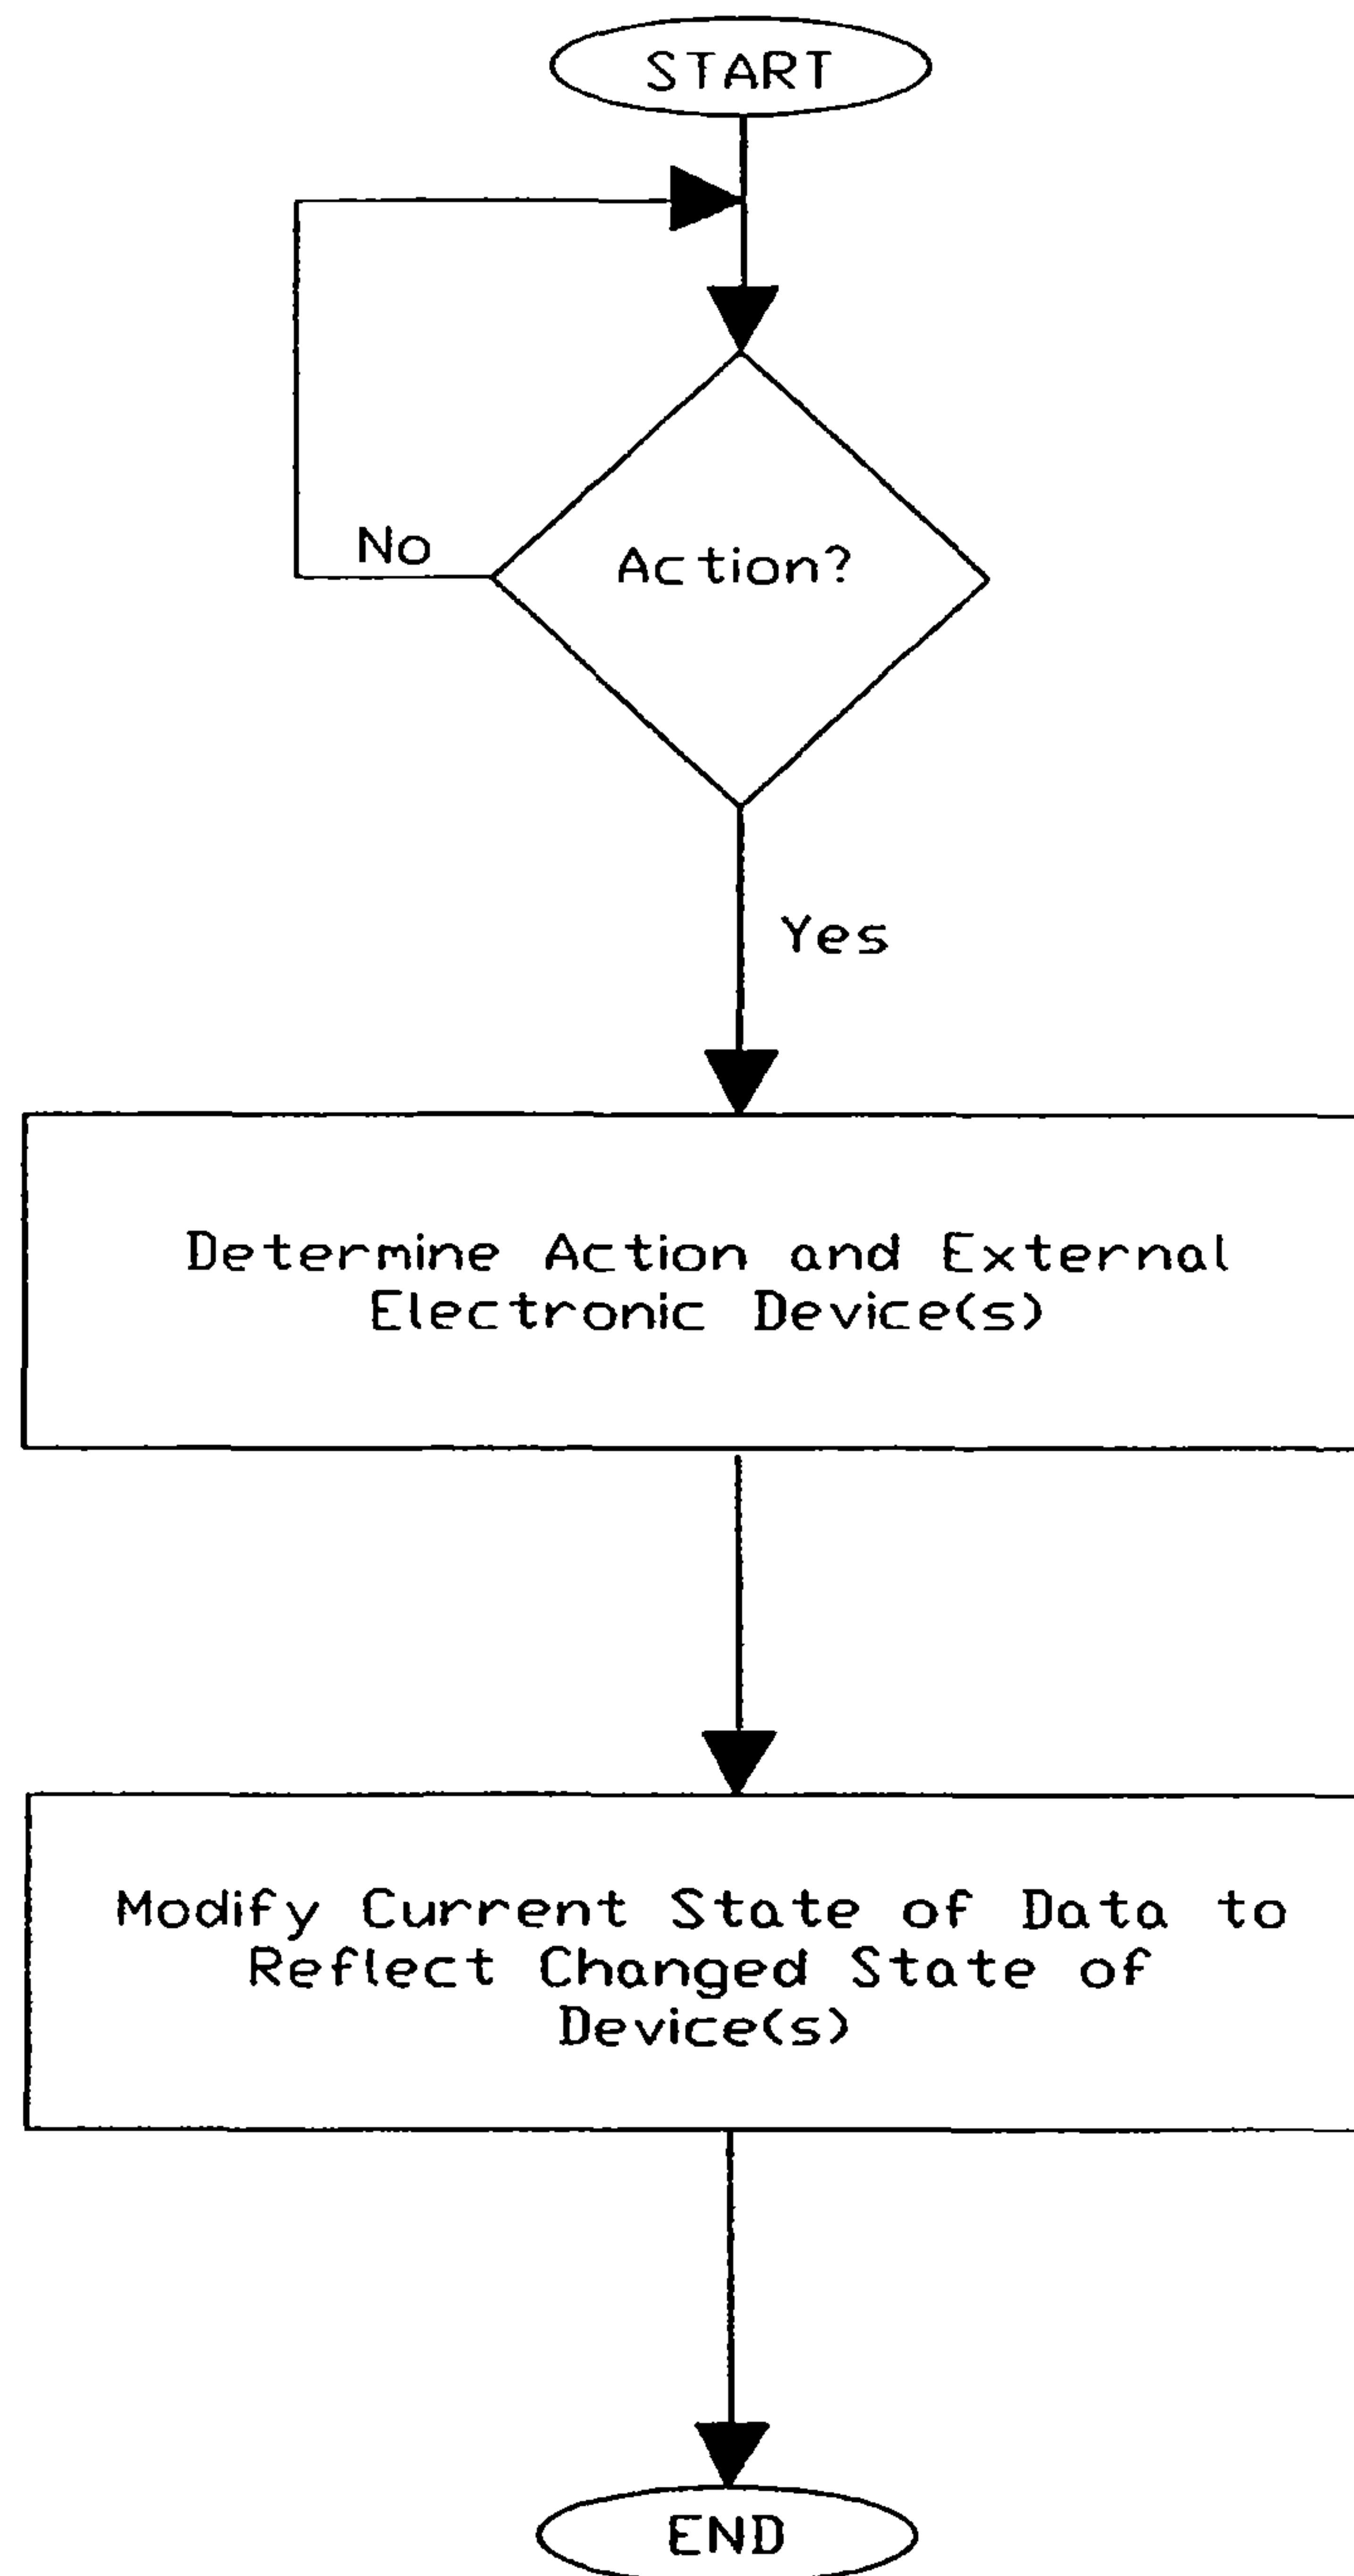 START
No
Action?
Yes
Determine Action and External
Electronic Device(s)
Modify Current State of Data to
Reflect Changed State of
Device(s)
END